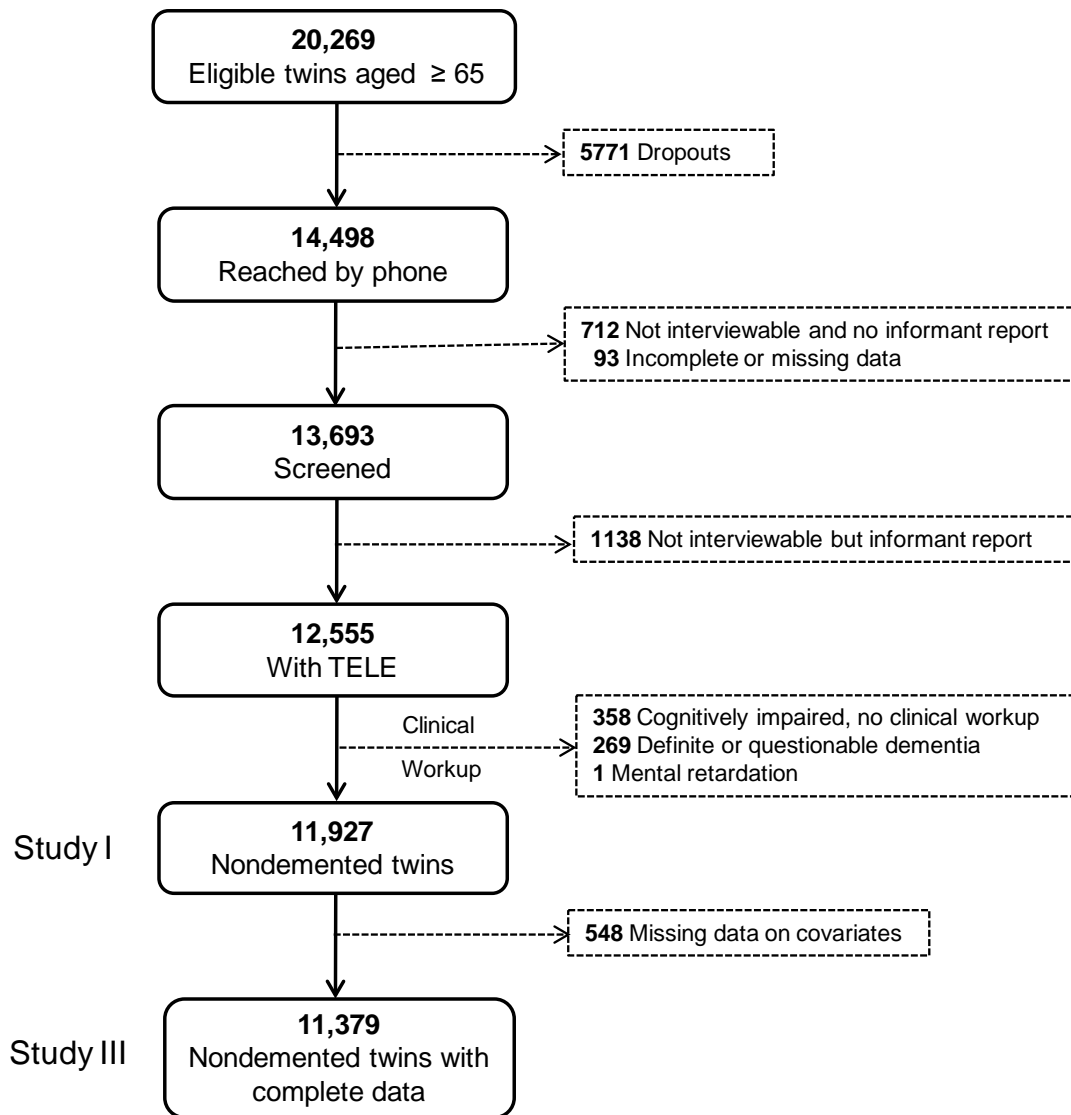 20,269
Eligible twins aged ≥ 65
5771 Dropouts
14,498
Reached by phone
712 Not interviewable and no informant report
93 Incomplete or missing data
13,693
Screened
1138 Not interviewable but informant report
12,555
With TELE
Clinical
Workup
358 Cognitively impaired, no clinical workup
269 Definite or questionable dementia
1 Mental retardation
Study I
11,927
Nondemented twins
548 Missing data on covariates
Study III
11,379
Nondemented twins with
complete data